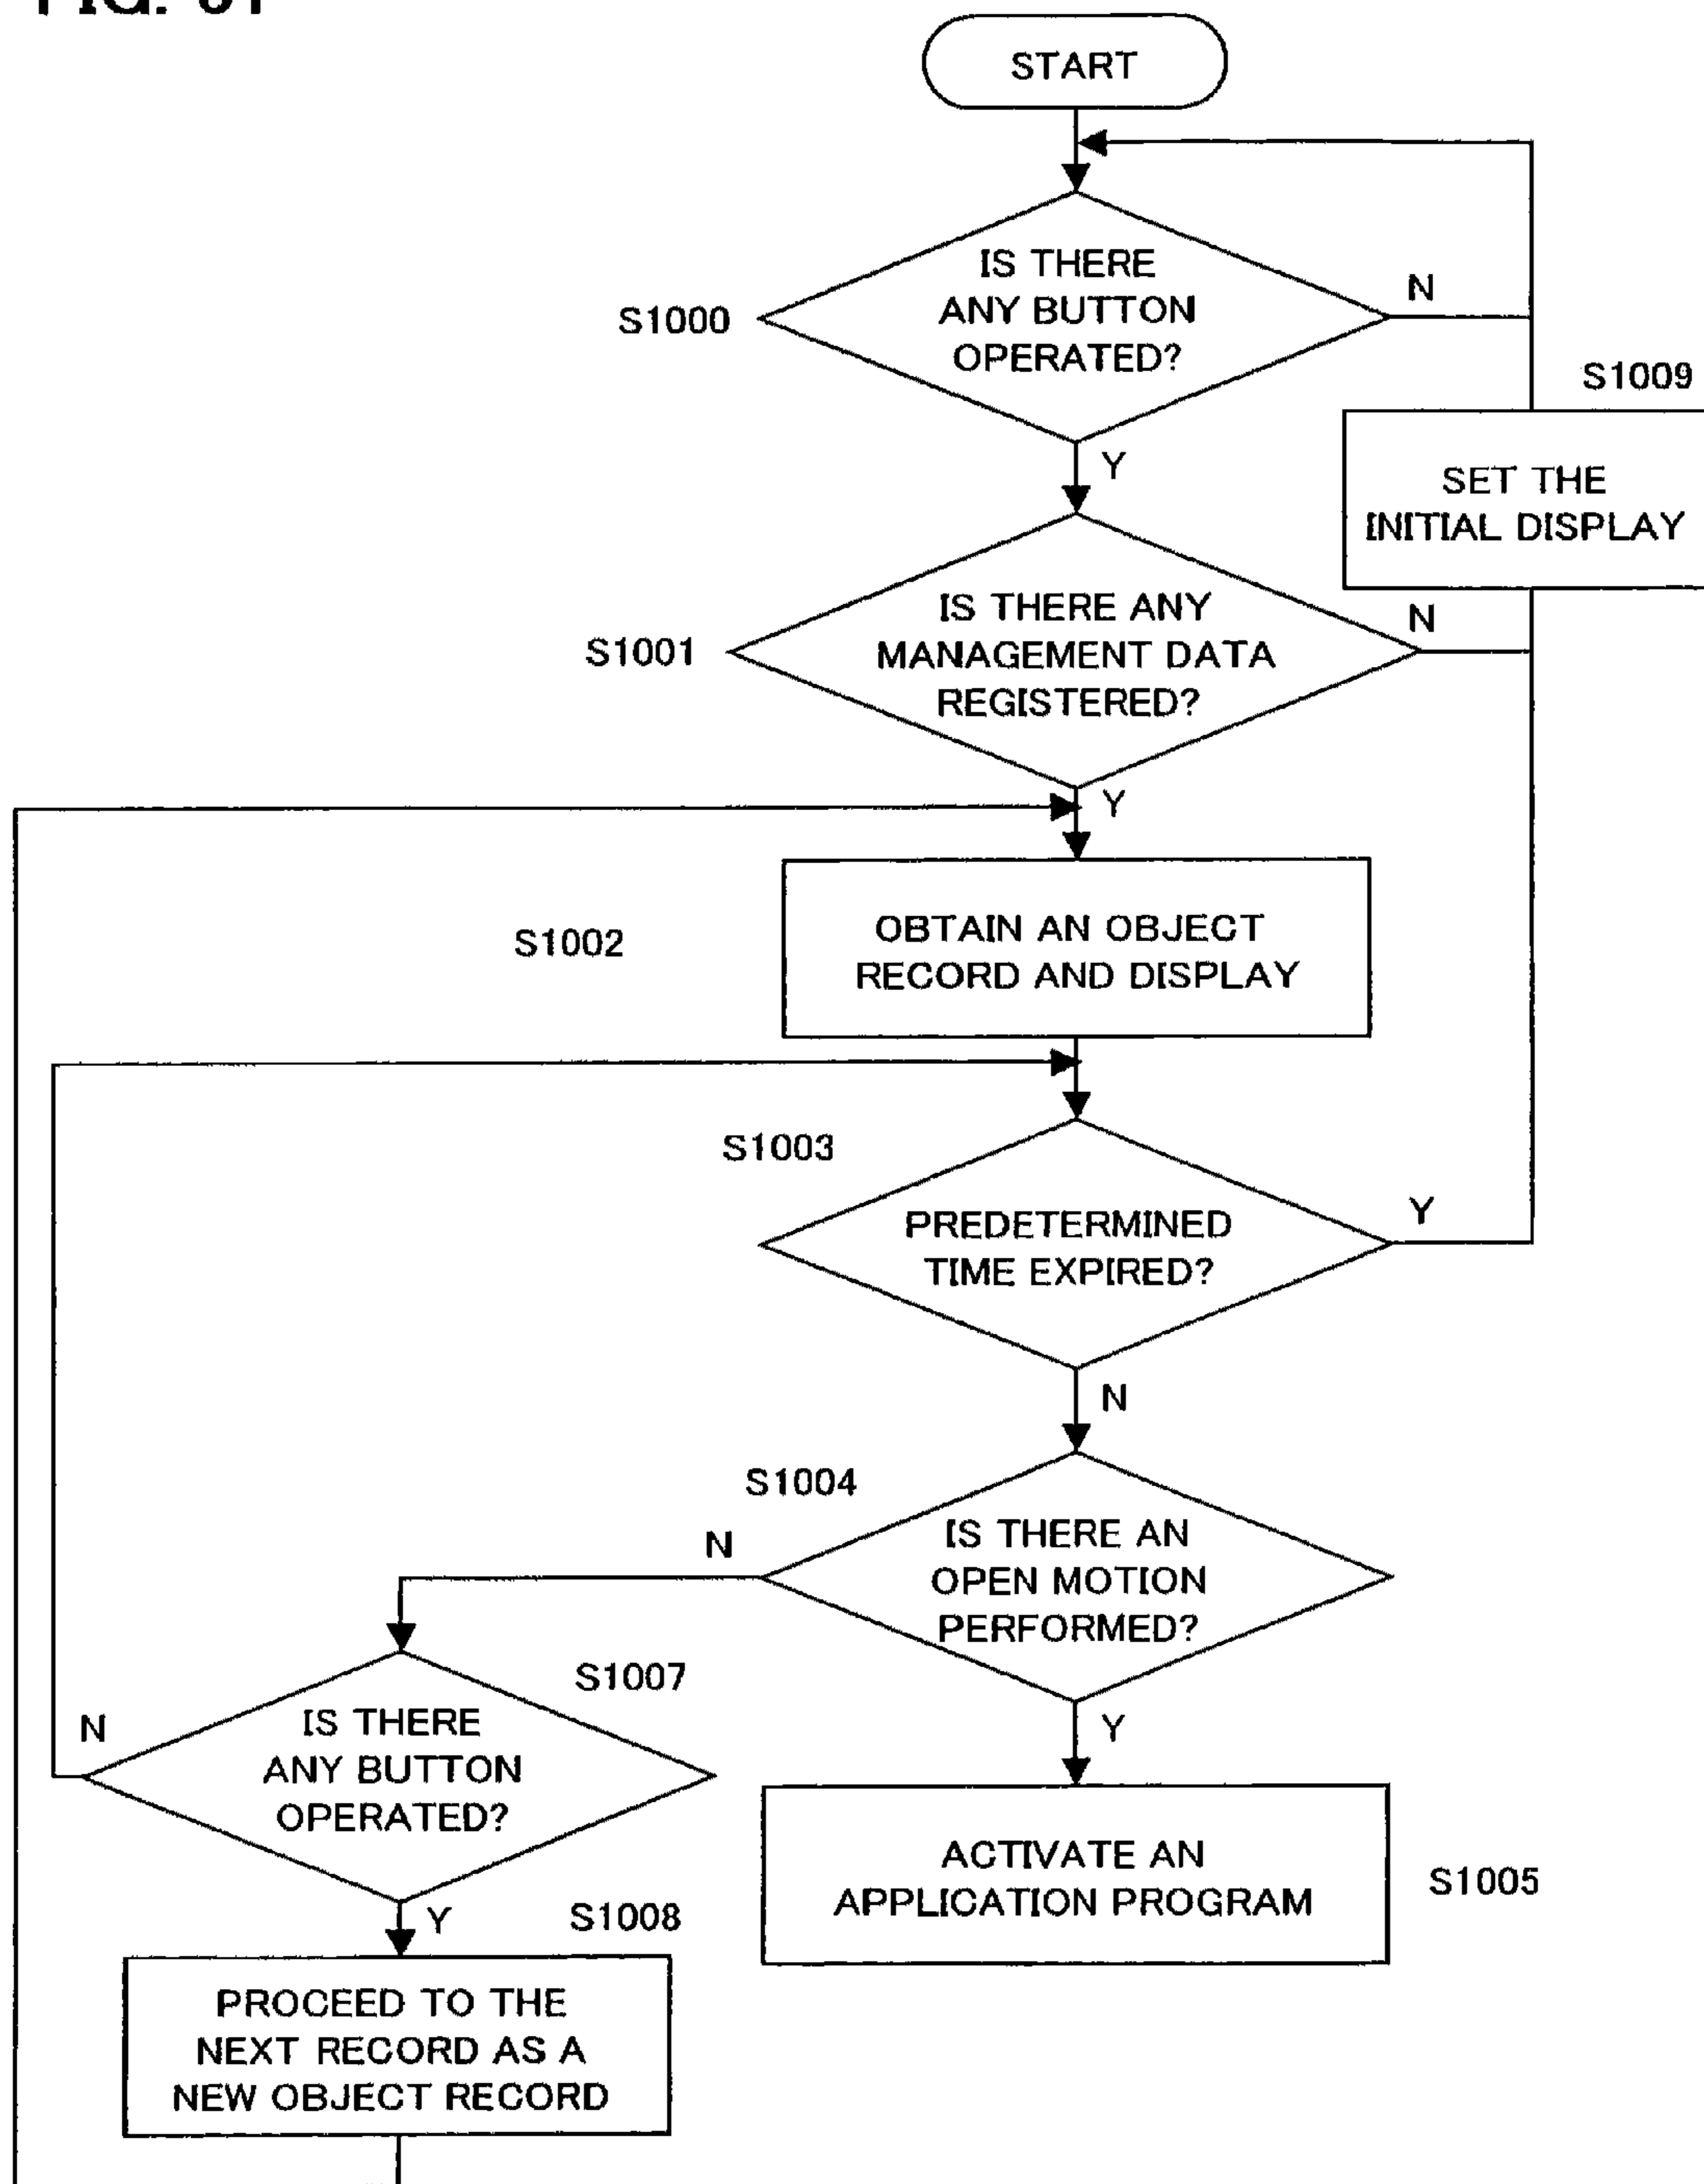 START
IS THERE
ANY BUTTON
OPERATED?
N
S1000
S1009
Y
SET THE
INITIAL DISPLAY
IS THERE ANY
MANAGEMENT DATA
REGISTERED?
N
S1001
Y
S1002
OBTAIN AN OBJECT
RECORD AND DISPLAY
S1003
PREDETERMINED
TIME EXPIRED?
Y
N
S1004
IS THERE AN
OPEN MOTION
PERFORMED?
N
S1007
IS THERE
ANY BUTTON
OPERATED?
N
Y
ACTIVATE AN
APPLICATION PROGRAM
S1005
Y
S1008
PROCEED TO THE
NEXT RECORD AS A
NEW OBJECT RECORD